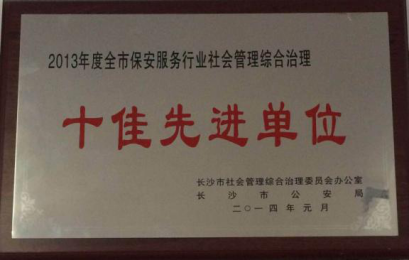 2013年度全市保安服务行业社会管理综合治理
十佳先进单位
长沙市社会管理综合治理委员会办公室
长沙市公安局
二〇一四年元月